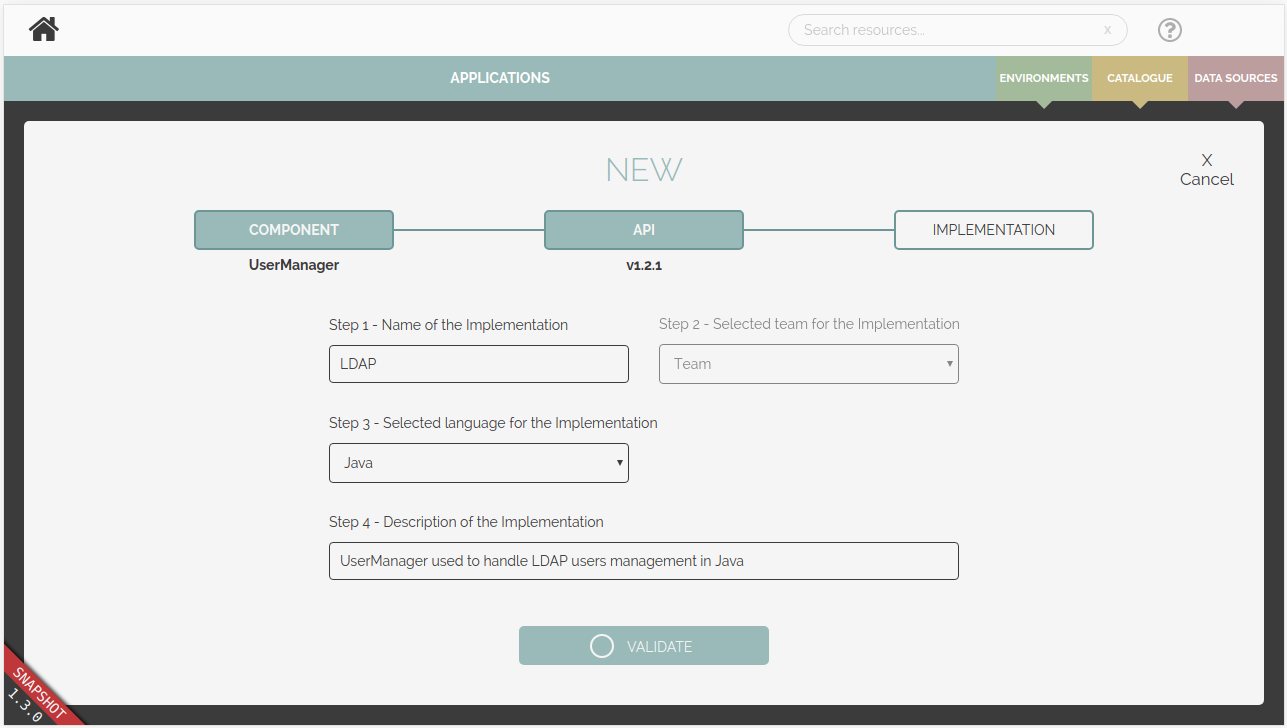 Search resources...
x
?
APPLICATIONS
ENVIRONMENTS
CATALOGUE
DATA SOURCES
NEW
X
Cancel
COMPONENT
API
IMPLEMENTATION
UserManager
v1.2.1
Step 1 - Name of the Implementation
Step 2 - Selected team for the Implementation
LDAP
Team
Step 3 - Selected language for the Implementation
Java
Step 4 - Description of the Implementation
UserManager used to handle LDAP users management in Java
VALIDATE
SNAPSHOT
1.3.0